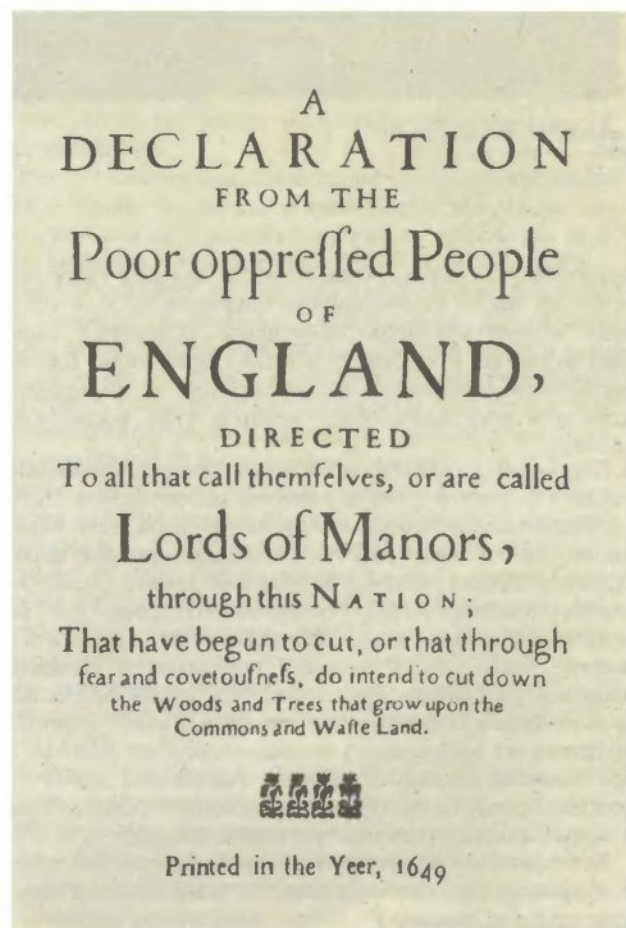 A
DECLARATION
FROM THE
Poor oppreſſed People
OF
ENGLAND,
DIRECTED
To all that call themſelves, or are called
Lords of Manors,
through this NATION;
That have begun to cut, or that through
fear and covetouſneſs, do intend to cut down
the Woods and Trees that grow upon the
Commons and Waſte Land.
Printed in the Yeer, 1649